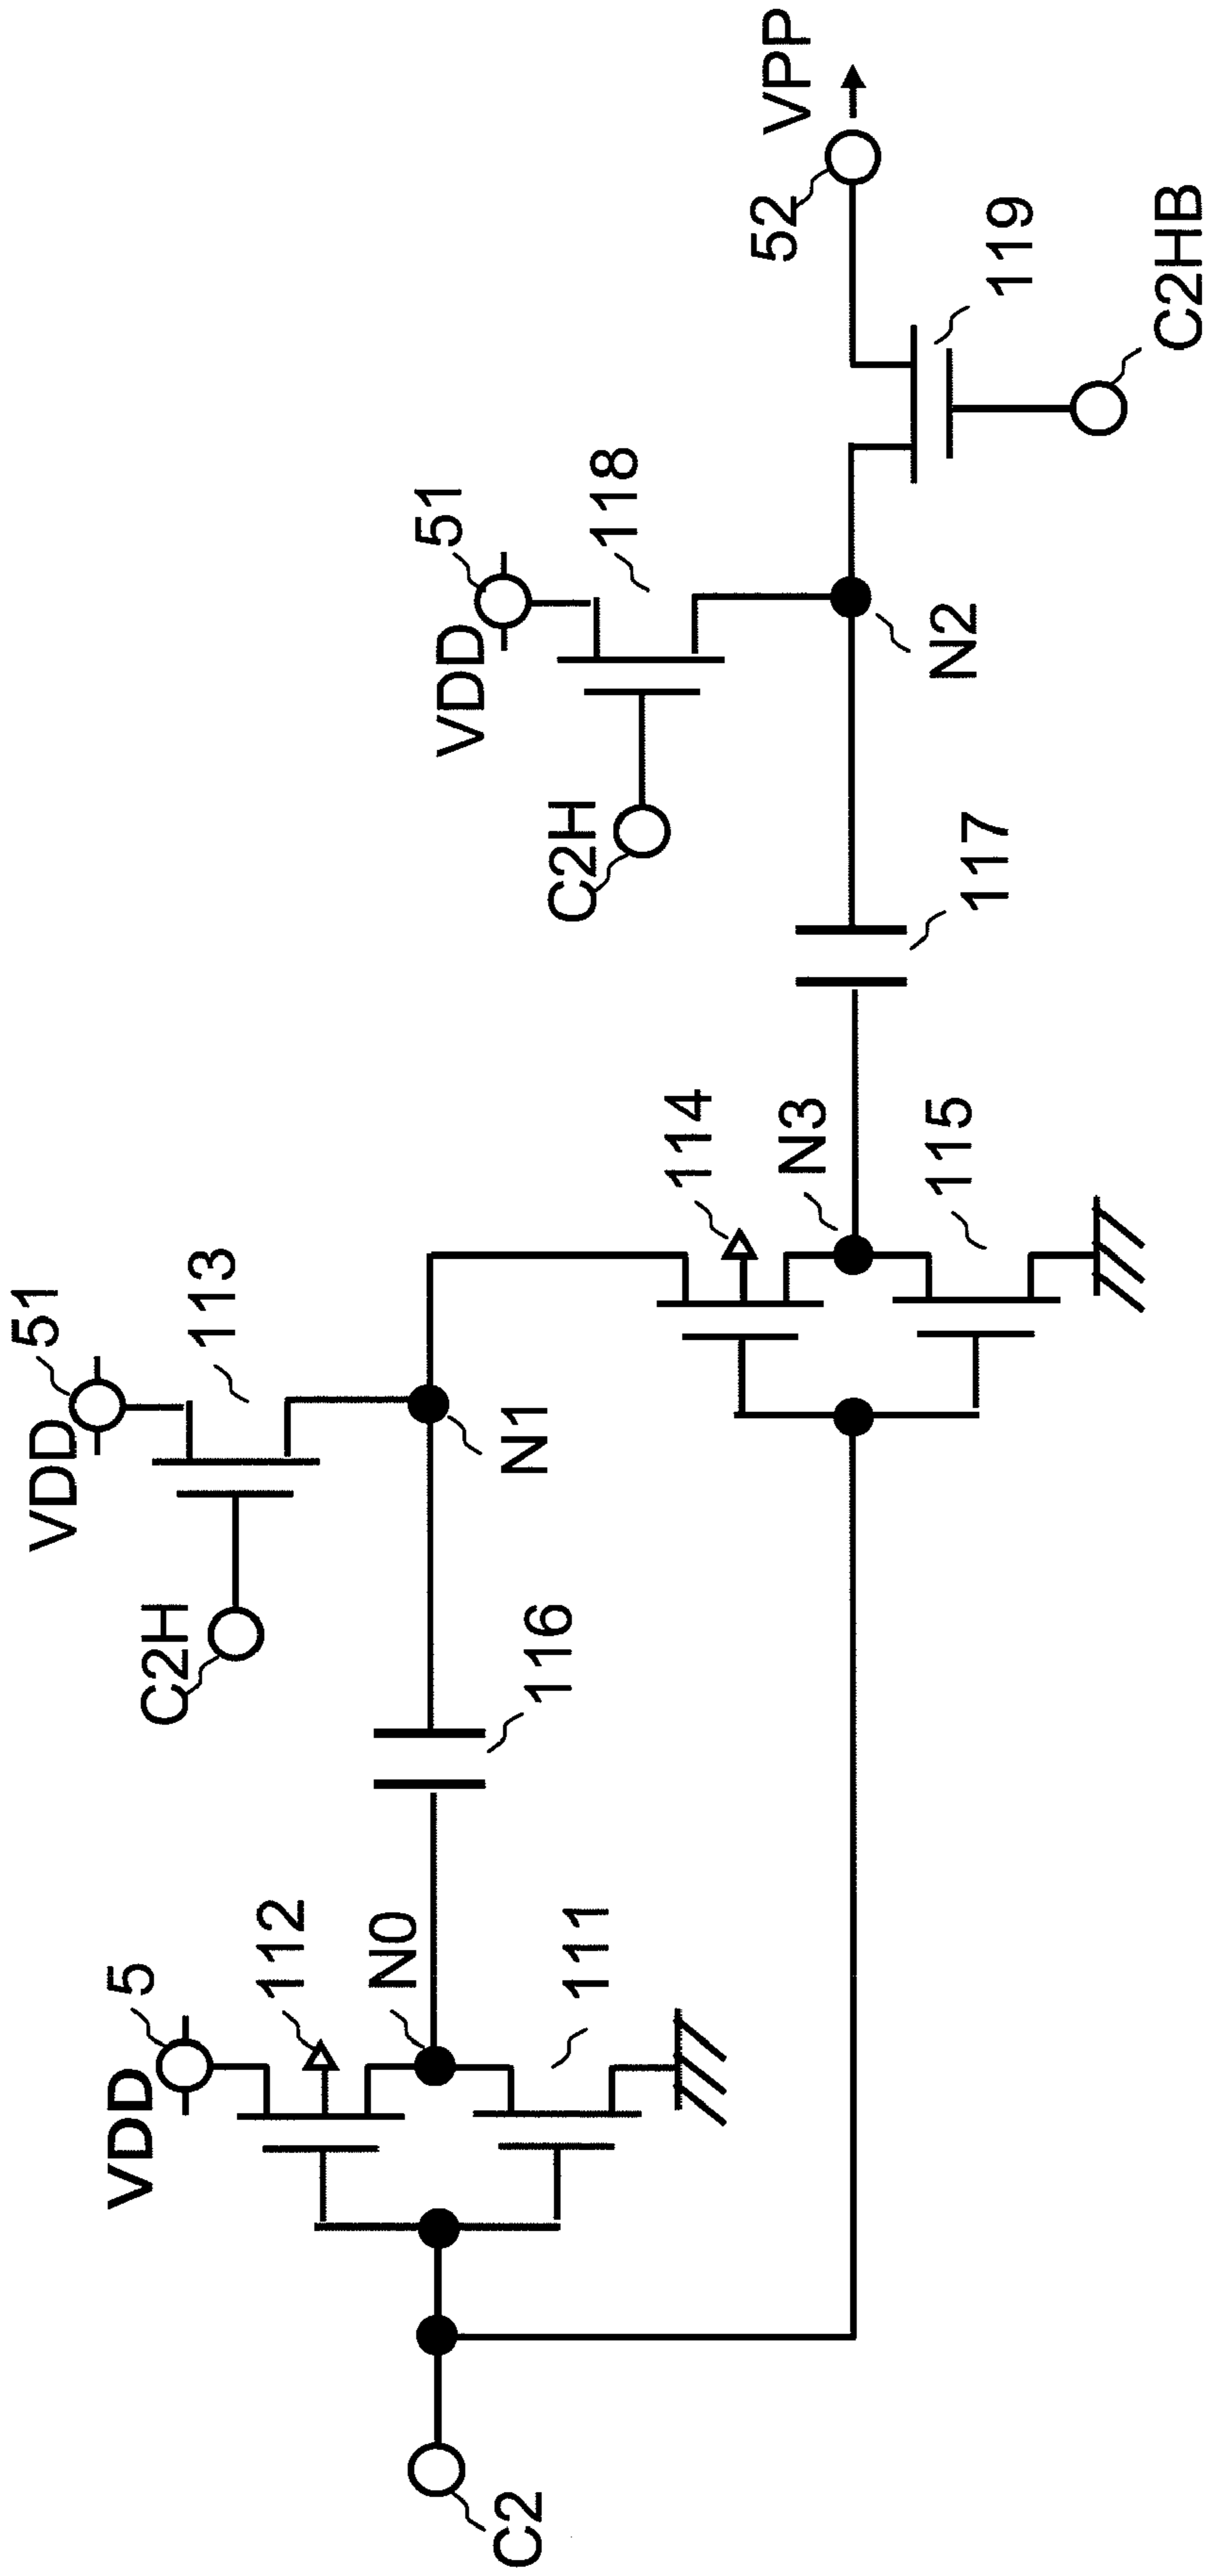 VDD
51
C2H
113
VDD
5
112
N0
111
116
N1
114
N3
115
117
VDD
51
C2H
118
N2
52
VPP
119
C2HB
C2